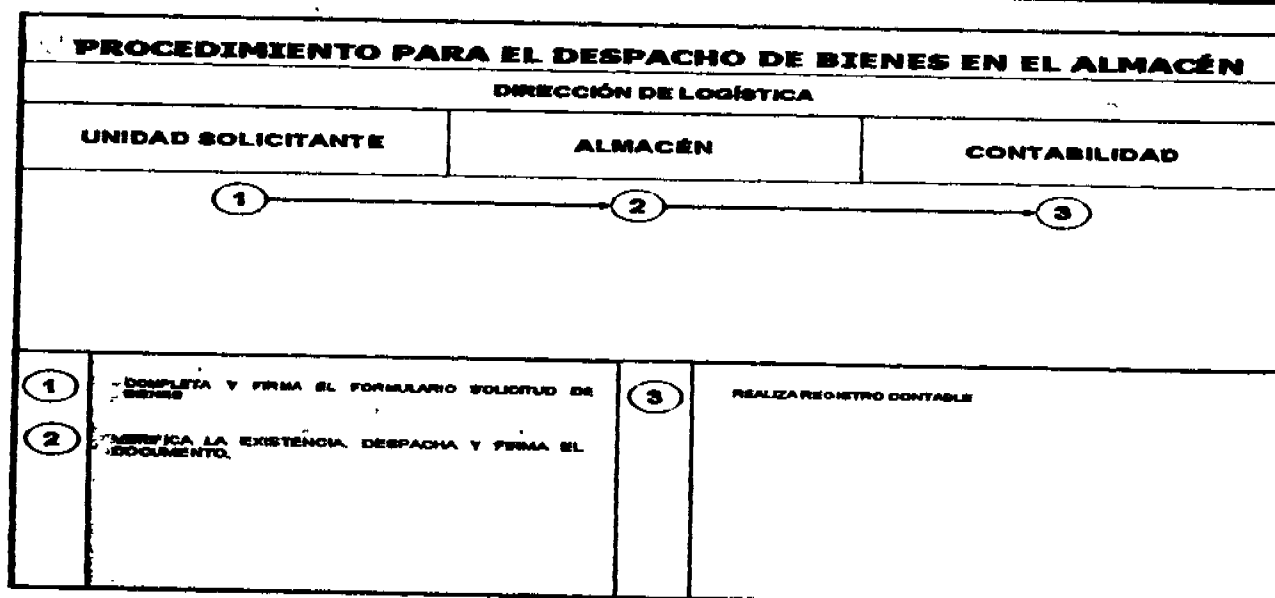 PROCEDIMIENTO PARA EL DESPACHO DE BIENES EN EL ALMACÉN
DIRECCIÓN DE LOGÍSTICA
UNIDAD SOLICITANTE
ALMACÉN
CONTABILIDAD
1
2
3
1
COMPLETA Y FIRMA EL FORMULARIO SOLICITUD DE
BIENES
2
VERIFICA LA EXISTENCIA. DESPACHA Y FIRMA EL
DOCUMENTO.
3
REALIZA REGISTRO CONTABLE